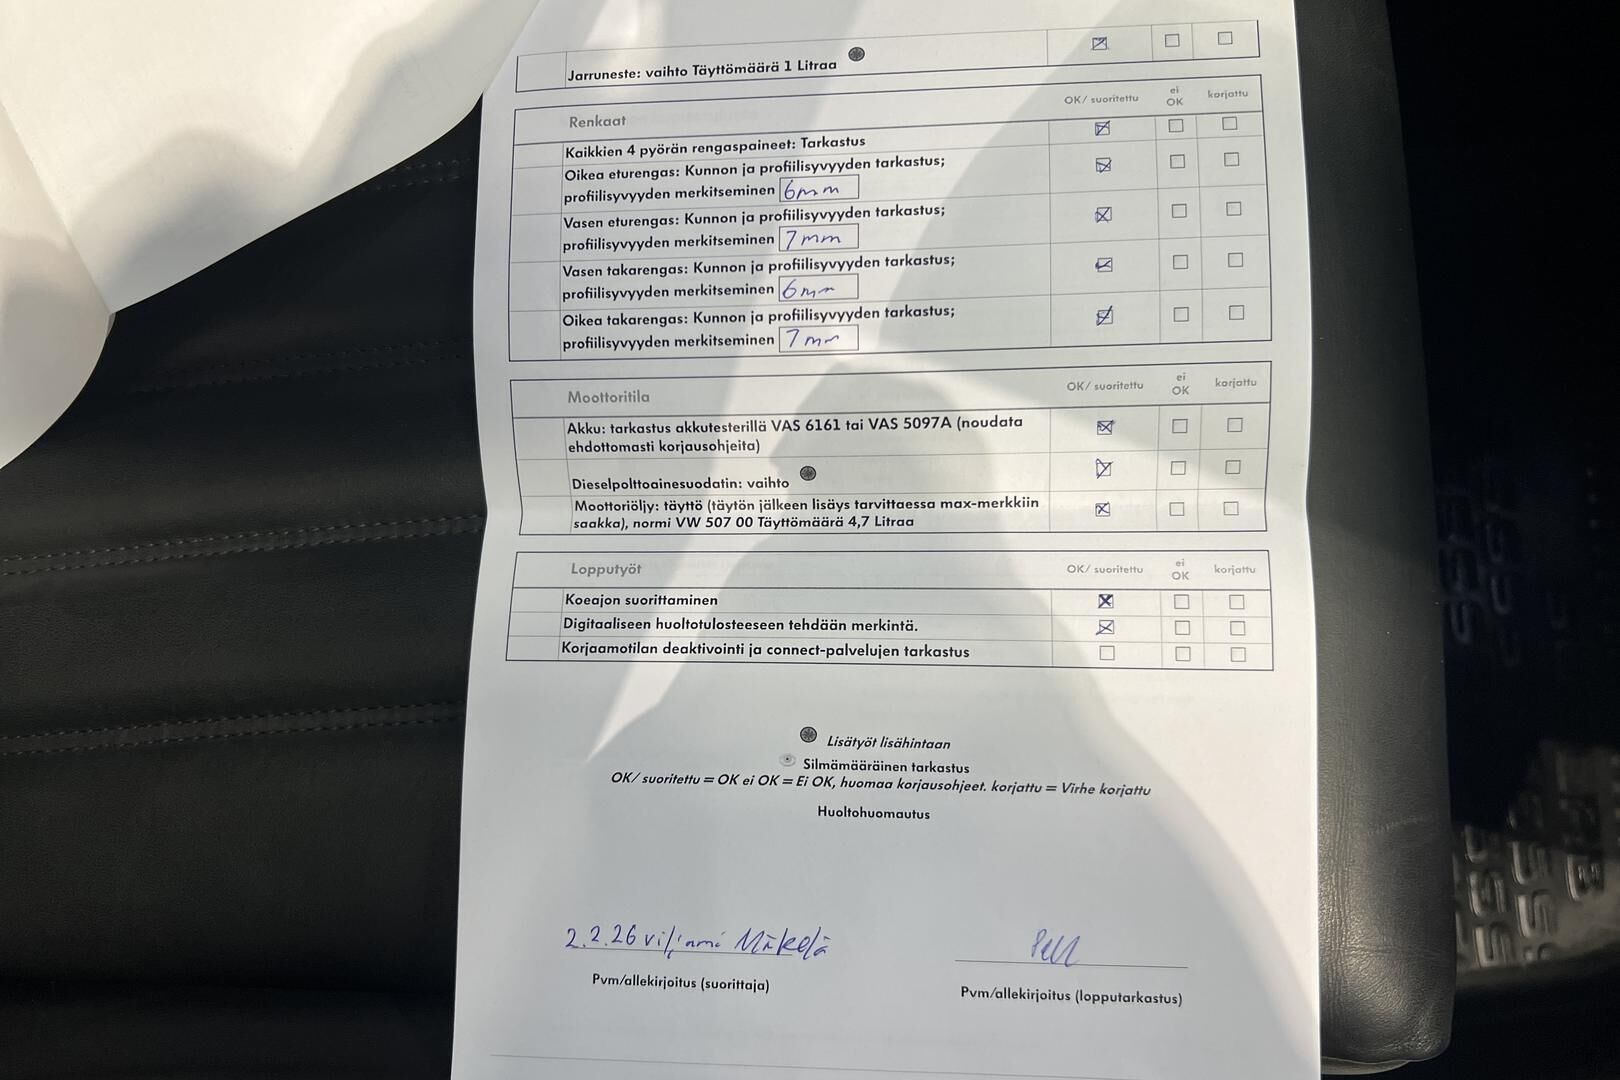 Jarruneste: vaihto Täyttömäärä 1 Litraa
Renkaat OK/ suoritettu ei OK korjattu
Kaikkien 4 pyörän rengaspaineet: Tarkastus
Oikea eturengas: Kunnon ja profiilisyvyyden tarkastus;
profiilisyvyyden merkitseminen 6mm
Vasen eturengas: Kunnon ja profiilisyvyyden tarkastus;
profiilisyvyyden merkitseminen 7mm
Vasen takarengas: Kunnon ja profiilisyvyyden tarkastus;
profiilisyvyyden merkitseminen 6mm
Oikea takarengas: Kunnon ja profiilisyvyyden tarkastus;
profiilisyvyyden merkitseminen 7mm
Moottoritila OK/ suoritettu ei OK korjattu
Akku: tarkastus akkutesterillä VAS 6161 tai VAS 5097A (noudata
ehdottomasti korjausohjeita)
Dieselpolttoainesuodatin: vaihto
Moottoriöljy: täyttö (täytön jälkeen lisäys tarvittaessa max-merkkiin
saakka), normi VW 507 00 Täyttömäärä 4,7 Litraa
Lopputyöt OK/ suoritettu ei OK korjattu
Koeajon suorittaminen
Digitaaliseen huoltotulosteeseen tehdään merkintä.
Korjaamotilan deaktivointi ja connect-palvelujen tarkastus
Lisätyöt lisähintaan
Silmämääräinen tarkastus
OK/ suoritettu = OK ei OK = Ei OK, huomaa korjausohjeet. korjattu = Virhe korjattu
Huoltohuomautus
2.2.26 viljami Mäkelä
Pvm/allekirjoitus (suorittaja)
Pvm/allekirjoitus (lopputarkastus)